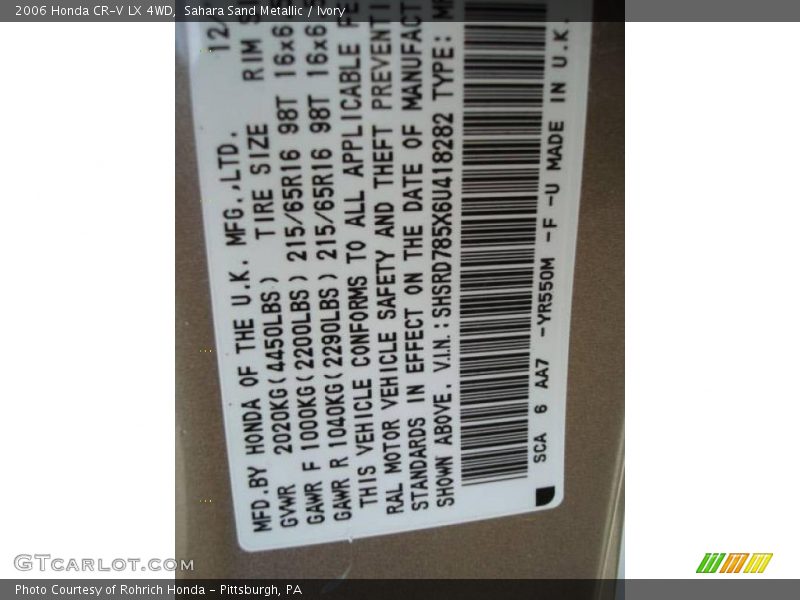 2006 Honda CR-V LX 4WD, Sahara Sand Metallic / Ivory
12/
MFD.BY HONDA OF THE U.K. MFG.,LTD.
GVWR 2020KG(4450LBS) TIRE SIZE RIM
GAWR F 1000KG(2200LBS) 215/65R16 98T 16x6
GAWR R 1040KG(2290LBS) 215/65R16 98T 16x6
THIS VEHICLE CONFORMS TO ALL APPLICABLE
RAL MOTOR VEHICLE SAFETY AND THEFT PREVENTI
STANDARDS IN EFFECT ON THE DATE OF MANUFACT
SHOWN ABOVE. V.I.N.:SHSRD785X6U418282 TYPE:
SCA 6 AA7 -YR550M -F -U MADE IN U.K.
GTcarlot.com
Photo Courtesy of Rohrich Honda - Pittsburgh, PA